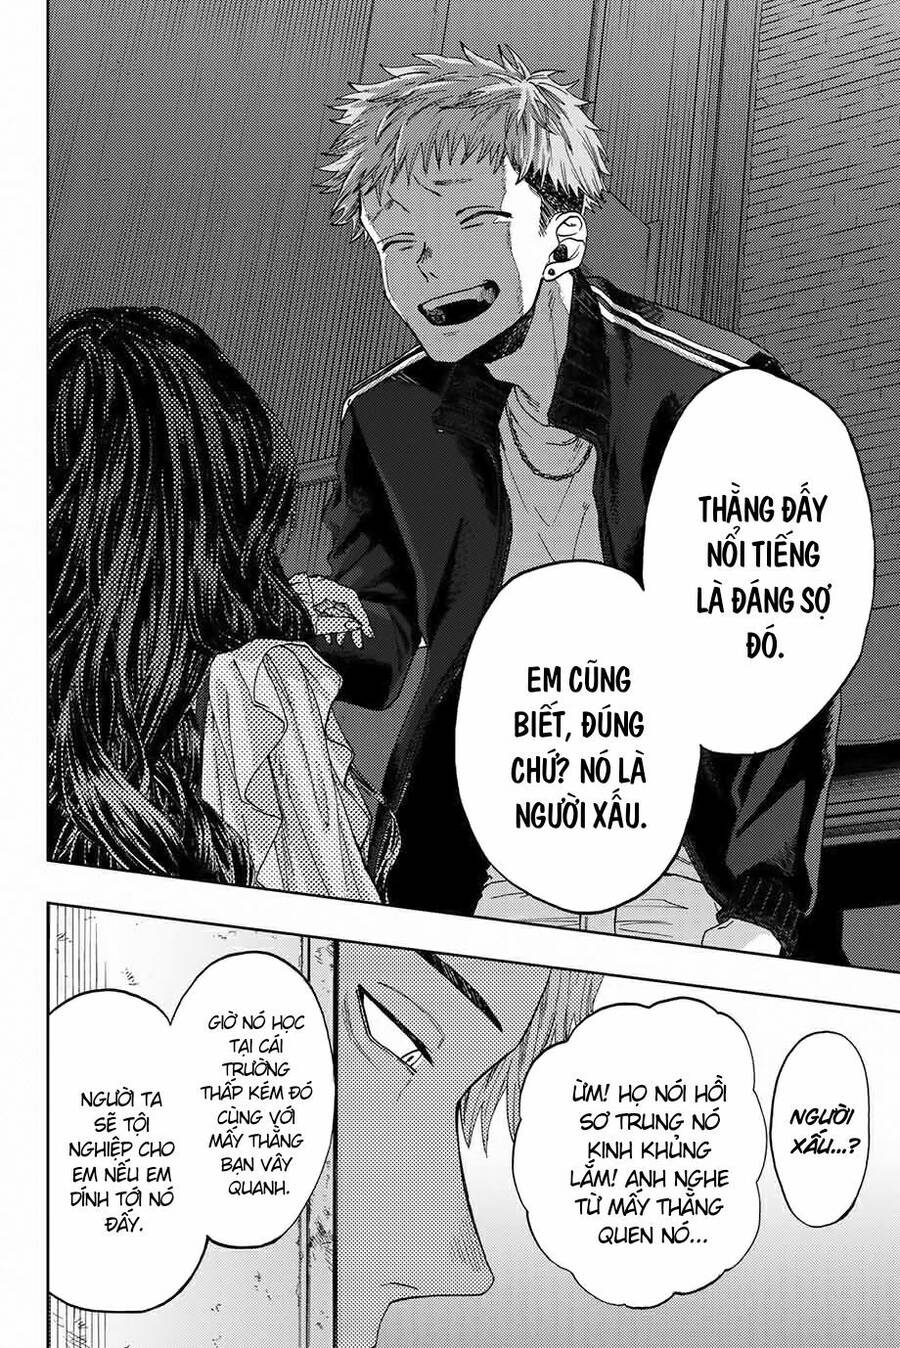 THẰNG ĐẤY
NỔI TIẾNG
LÀ ĐÁNG SỢ
ĐÓ.
EM CŨNG
BIẾT, ĐÚNG
CHỨ? NÓ LÀ
NGƯỜI XẤU.
NGƯỜI
XẤU...?
ỪM! HỌ NÓI HỒI
SƠ TRUNG NÓ
KINH KHỦNG
LẮM! ANH NGHE
TỪ MẤY THẰNG
QUEN NÓ...
GIỜ NÓ HỌC
TẠI CÁI
TRƯỜNG
THẤP KÉM ĐÓ
CÙNG VỚI
MẤY THẰNG
BẠN VÂY
QUANH.
NGƯỜI TA
SẼ TỘI
NGHIỆP CHO
EM NẾU EM
DÍNH TỚI NÓ
ĐẤY.